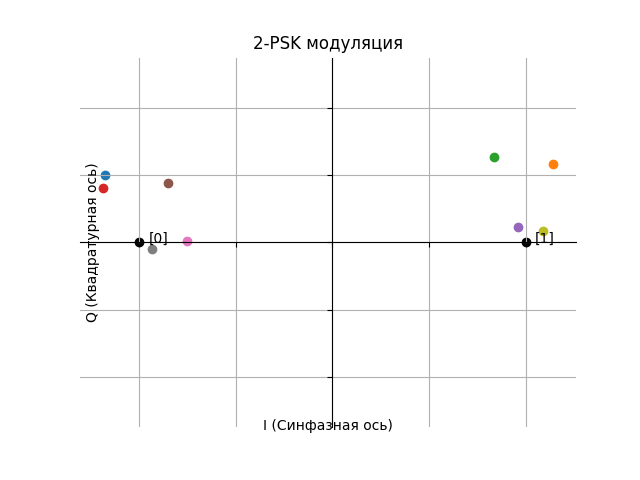 2-PSK модуляция
Q (Квадратурная ось)
[0]
[1]
I (Синфазная ось)